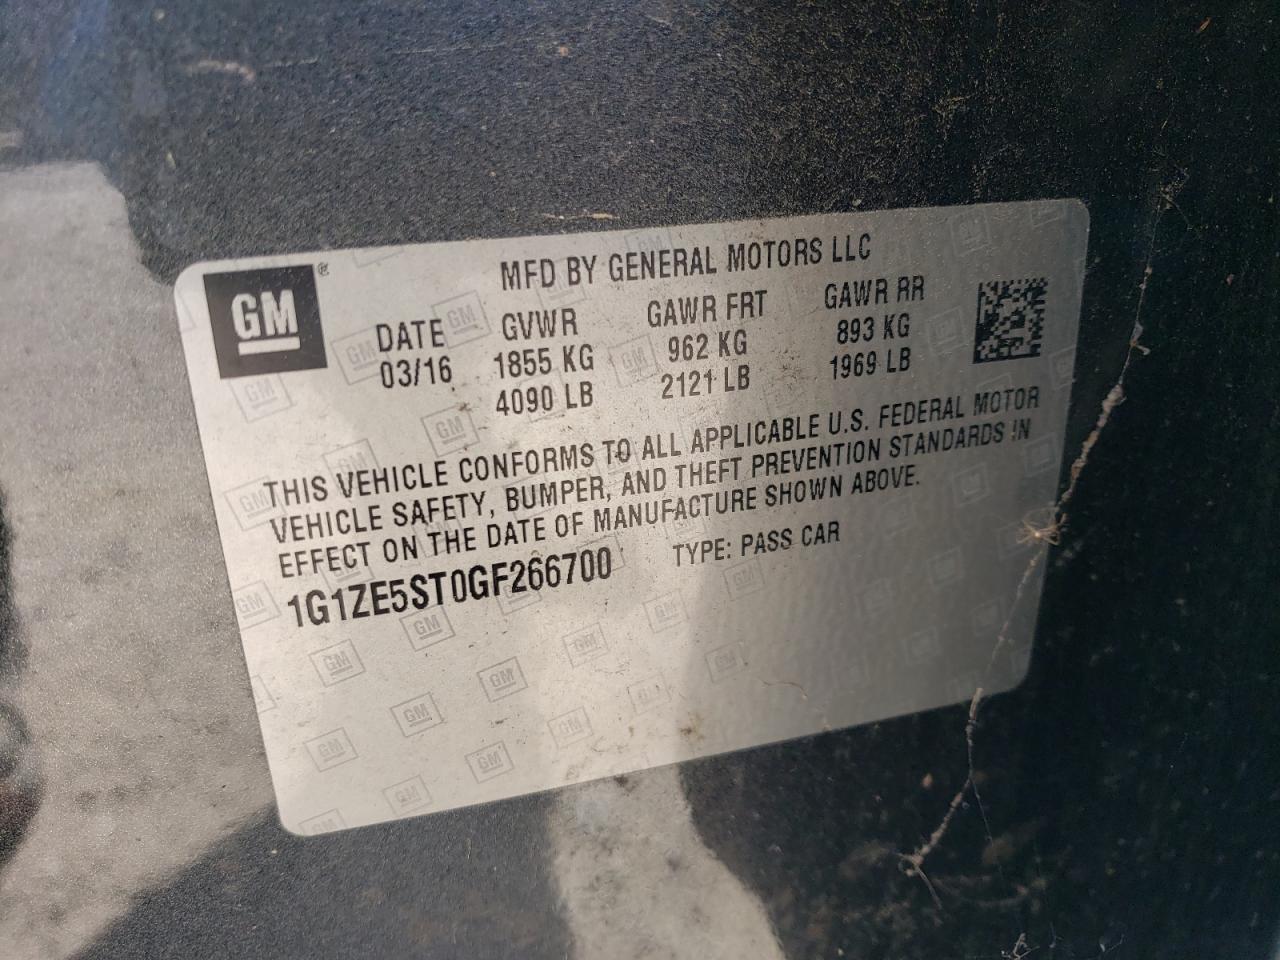 GM®
MFD BY GENERAL MOTORS LLC
DATE GVWR GAWR FRT GAWR RR
03/16 1855 KG 962 KG 893 KG
4090 LB 2121 LB 1969 LB
THIS VEHICLE CONFORMS TO ALL APPLICABLE U.S. FEDERAL MOTOR
VEHICLE SAFETY, BUMPER, AND THEFT PREVENTION STANDARDS IN
EFFECT ON THE DATE OF MANUFACTURE SHOWN ABOVE.
1G1ZE5ST0GF266700 TYPE: PASS CAR